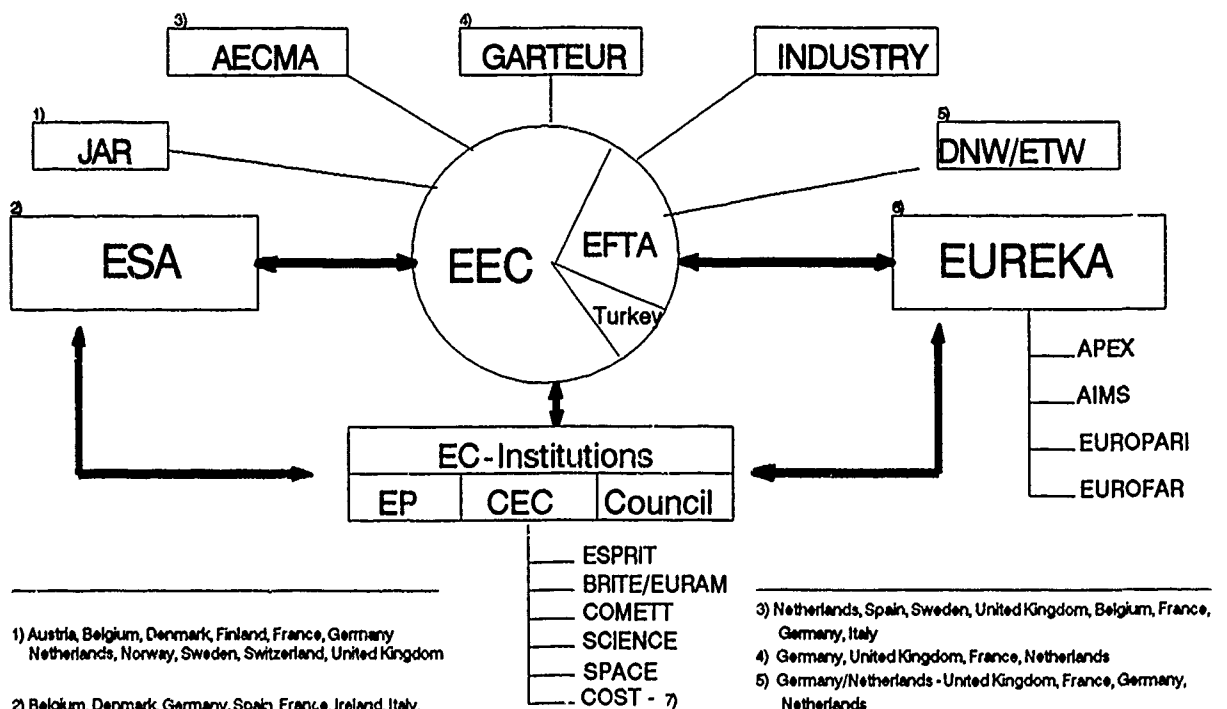 3)
AECMA
4)
GARTEUR
INDUSTRY
1)
JAR
5)
DNW/ETW
2)
ESA
EEC
EFTA
Turkey
6)
EUREKA
APEX
AIMS
EUROPARI
EUROFAR
EC-Institutions
EP CEC Council
ESPRIT
BRITE/EURAM
COMETT
SCIENCE
SPACE
COST - 7)
1) Austria, Belgium, Denmark, Finland, France, Germany
Netherlands, Norway, Sweden, Switzerland, United Kingdom
2) Belgium, Denmark, Germany, Spain, France, Ireland, Italy
3) Netherlands, Spain, Sweden, United Kingdom, Belgium, France,
Germany, Italy
4) Germany, United Kingdom, France, Netherlands
5) Germany/Netherlands - United Kingdom, France, Germany,
Netherlands